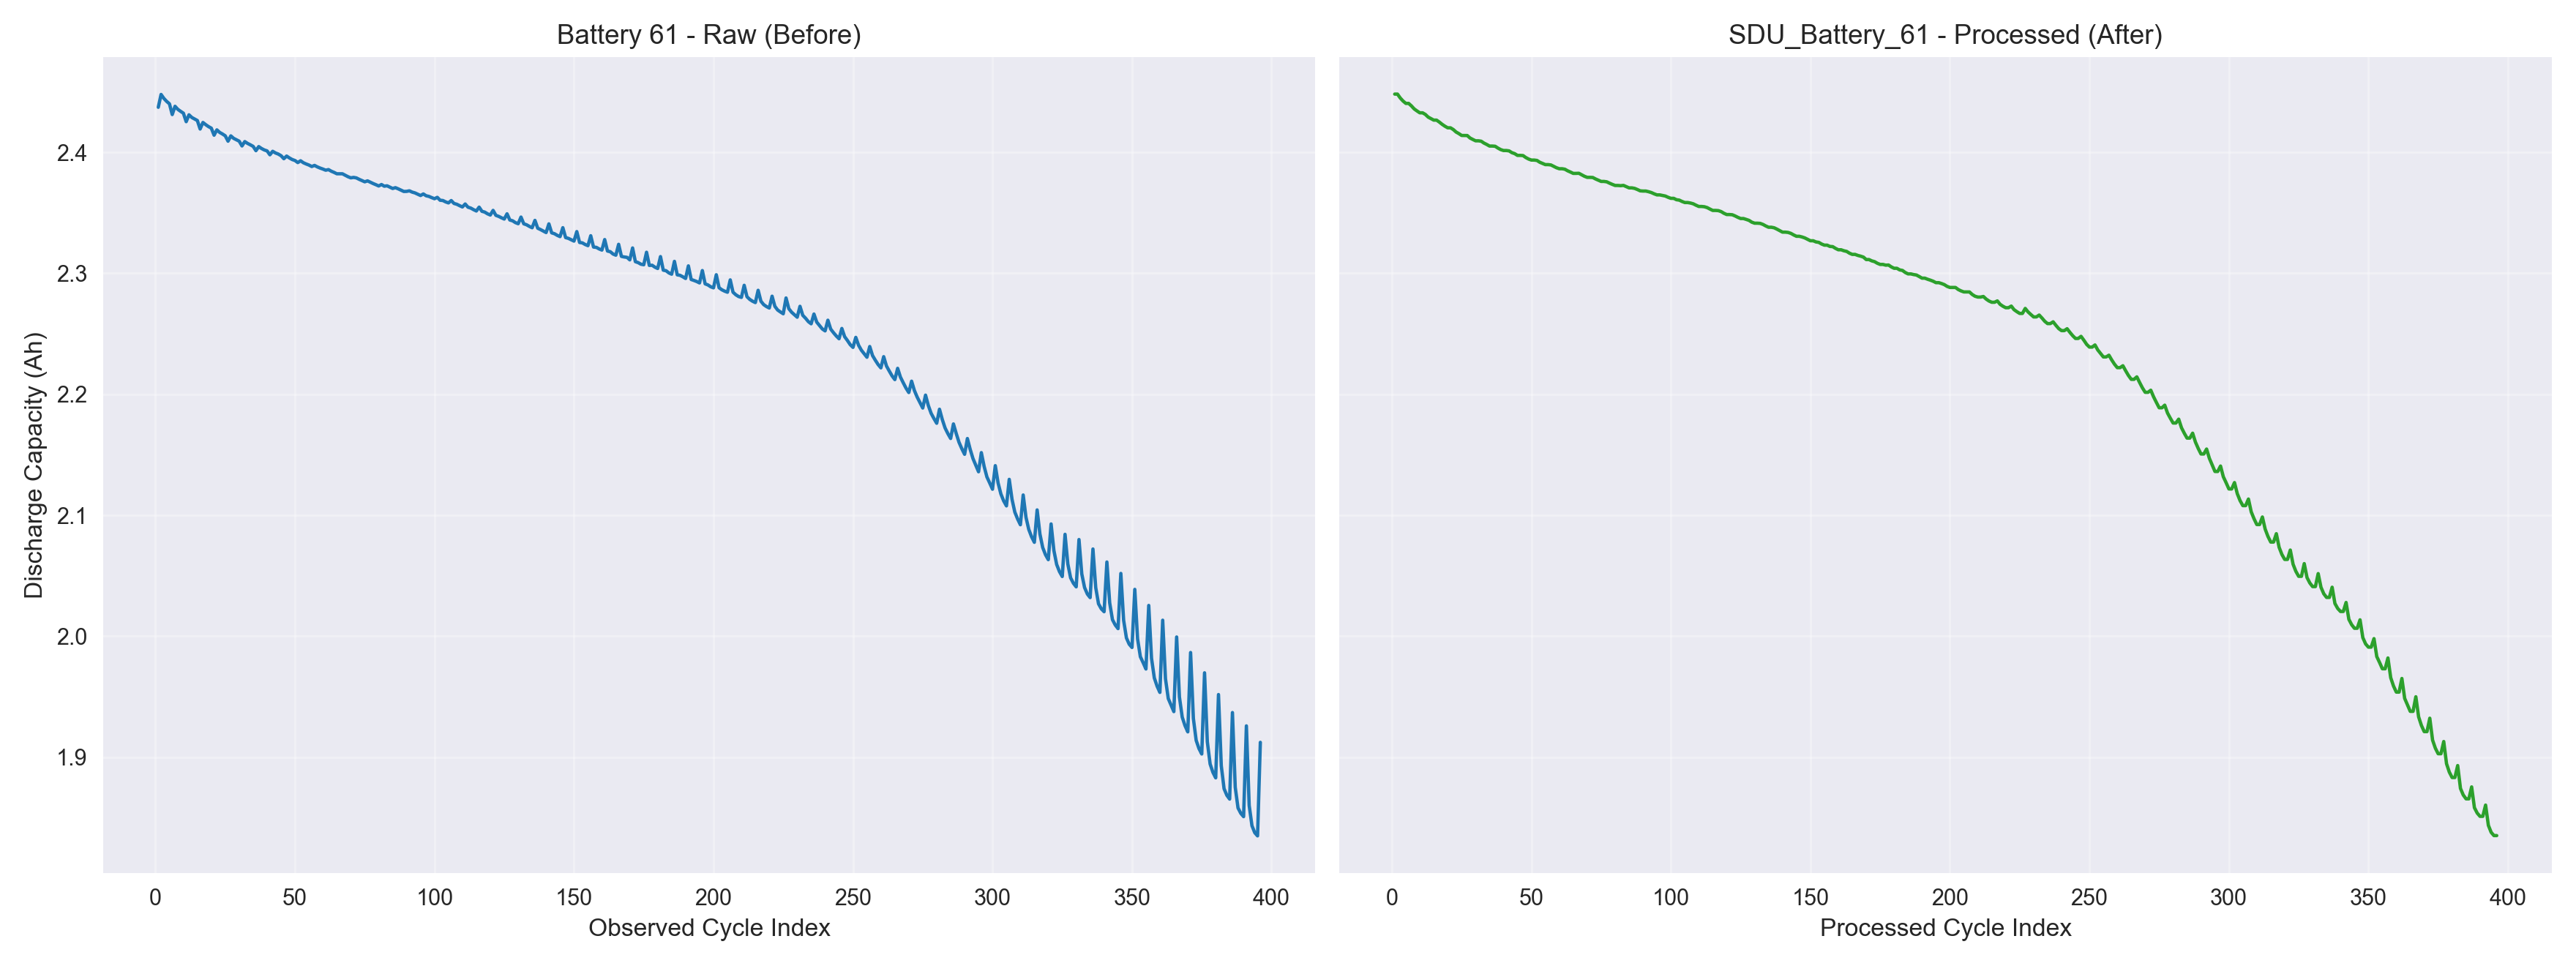 Battery 61 - Raw (Before)
Discharge Capacity (Ah)
2.4
2.3
2.2
2.1
2.0
1.9
0 50 100 150 200 250 300 350 400
Observed Cycle Index
SDU_Battery_61 - Processed (After)
0 50 100 150 200 250 300 350 400
Processed Cycle Index